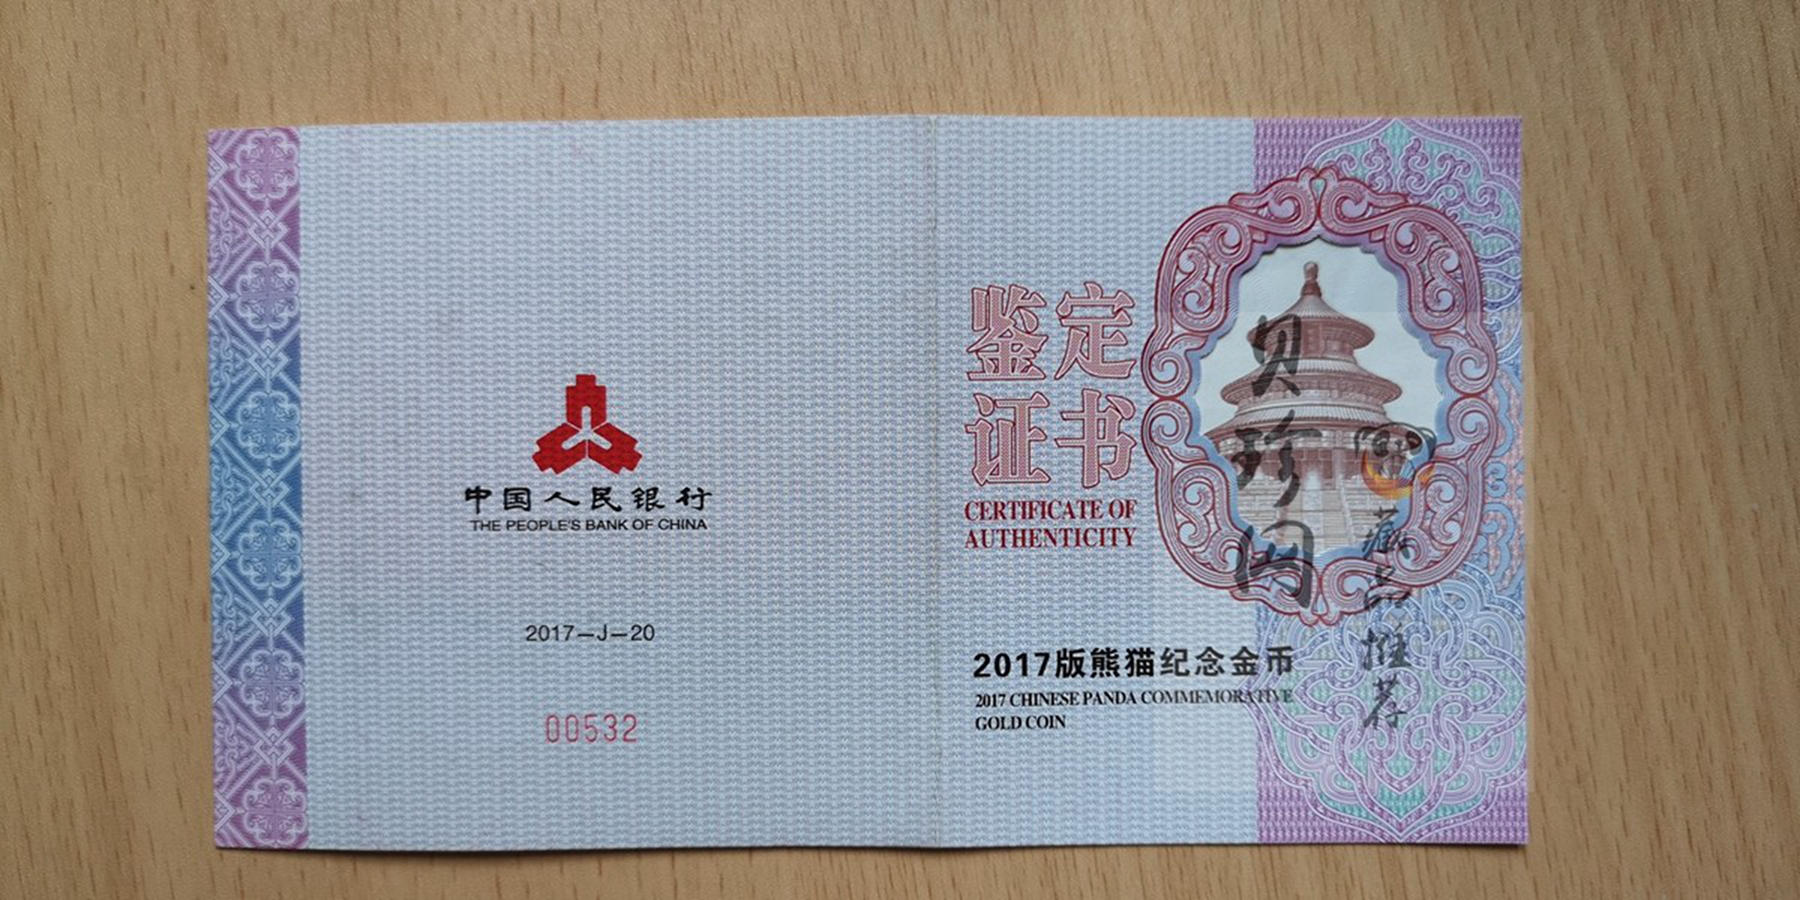 中国人民银行
THE PEOPLE'S BANK OF CHINA
2017—J—20
00532
鉴定
证书
CERTIFICATE OF
AUTHENTICITY
2017版熊猫纪念金币
2017 CHINESE PANDA COMMEMORATIVE
GOLD COIN
贝珍阁
藏品推荐